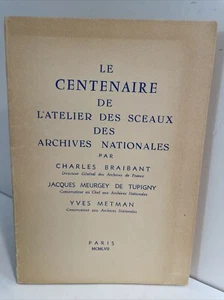 LE
CENTENAIRE
DE
L'ATELIER DES SCEAUX
DES
ARCHIVES NATIONALES
PAR
CHARLES BRAIBANT
Directeur Général des Archives de France
JACQUES MEURGEY DE TUPIGNY
Conservateur en Chef aux Archives Nationales
YVES METMAN
Conservateur aux Archives Nationales
PARIS
MCMLVII